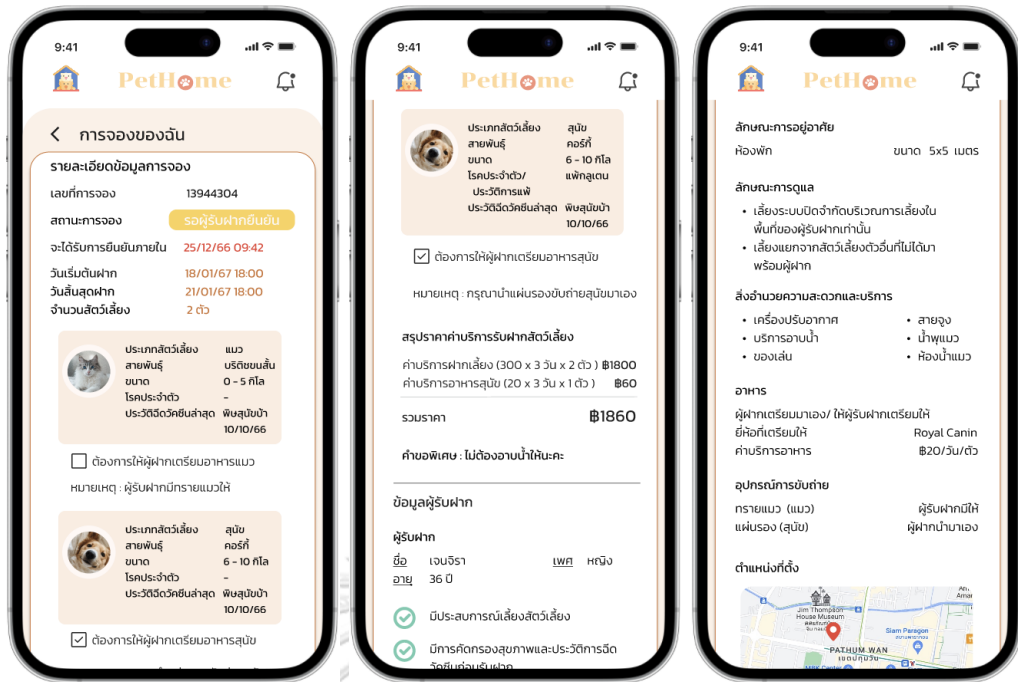 9:41
PetHome
การจองของฉัน
รายละเอียดข้อมูลการจอง
เลขที่การจอง 13944304
สถานะการจอง รอผู้รับฝากยืนยัน
จะได้รับการยืนยันภายใน 25/12/66 09:42
วันเริ่มต้นฝาก 18/01/67 18:00
วันสิ้นสุดฝาก 21/01/67 18:00
จำนวนสัตว์เลี้ยง 2 ตัว
ประเภทสัตว์เลี้ยง แมว
สายพันธุ์ บริติชขนสั้น
ขนาด 0 - 5 กิโล
โรคประจำตัว -
ประวัติฉีดวัคซีนล่าสุด พิษสุนัขบ้า
10/10/66
ต้องการให้ผู้ฝากเตรียมอาหารแมว
หมายเหตุ : ผู้รับฝากมีทรายแมวให้
ประเภทสัตว์เลี้ยง สุนัข
สายพันธุ์ คอร์กี้
ขนาด 6 - 10 กิโล
โรคประจำตัว -
ประวัติฉีดวัคซีนล่าสุด พิษสุนัขบ้า
10/10/66
ต้องการให้ผู้ฝากเตรียมอาหารสุนัข
9:41
PetHome
ประเภทสัตว์เลี้ยง สุนัข
สายพันธุ์ คอร์กี้
ขนาด 6 - 10 กิโล
โรคประจำตัว/ แพ้กลูเตน
ประวัติการแพ้
ประวัติฉีดวัคซีนล่าสุด พิษสุนัขบ้า
10/10/66
ต้องการให้ผู้ฝากเตรียมอาหารสุนัข
หมายเหตุ : กรุณานำแผ่นรองขับถ่ายสุนัขมาเอง
สรุปราคาค่าบริการรับฝากสัตว์เลี้ยง
ค่าบริการฝากเลี้ยง (300 x 3 วัน x 2 ตัว ) ฿1800
ค่าบริการอาหารสุนัข (20 x 3 วัน x 1 ตัว ) ฿60
รวมราคา ฿1860
คำขอพิเศษ : ไม่ต้องอาบน้ำให้นะคะ
ข้อมูลผู้รับฝาก
ผู้รับฝาก
ชื่อ เจนจิรา เพศ หญิง
อายุ 36 ปี
มีประสบการณ์เลี้ยงสัตว์เลี้ยง
มีการคัดกรองสุขภาพและประวัติการฉีด
วัคซีนก่อนรับฝาก
9:41
PetHome
ลักษณะการอยู่อาศัย
ห้องพัก ขนาด 5x5 เมตร
ลักษณะการดูแล
• เลี้ยงระบบปิดจำกัดบริเวณการเลี้ยงใน
พื้นที่ของผู้รับฝากเท่านั้น
• เลี้ยงแยกจากสัตว์เลี้ยงตัวอื่นที่ไม่ได้มา
พร้อมผู้ฝาก
สิ่งอำนวยความสะดวกและบริการ
• เครื่องปรับอากาศ • สายจูง
• บริการอาบน้ำ • น้ำพุแมว
• ของเล่น • ห้องน้ำแมว
อาหาร
ผู้ฝากเตรียมมาเอง/ ให้ผู้รับฝากเตรียมให้
ยี่ห้อที่เตรียมให้ Royal Canin
ค่าบริการอาหาร ฿20/วัน/ตัว
อุปกรณ์การขับถ่าย
ทรายแมว (แมว) ผู้รับฝากมีให้
แผ่นรอง (สุนัข) ผู้ฝากนำมาเอง
ตำแหน่งที่ตั้ง
Jim Thompson
House Museum
Siam Paragon
สยามพารากอน
PATHUM WAN
เขตปทุมวัน
MBK Center